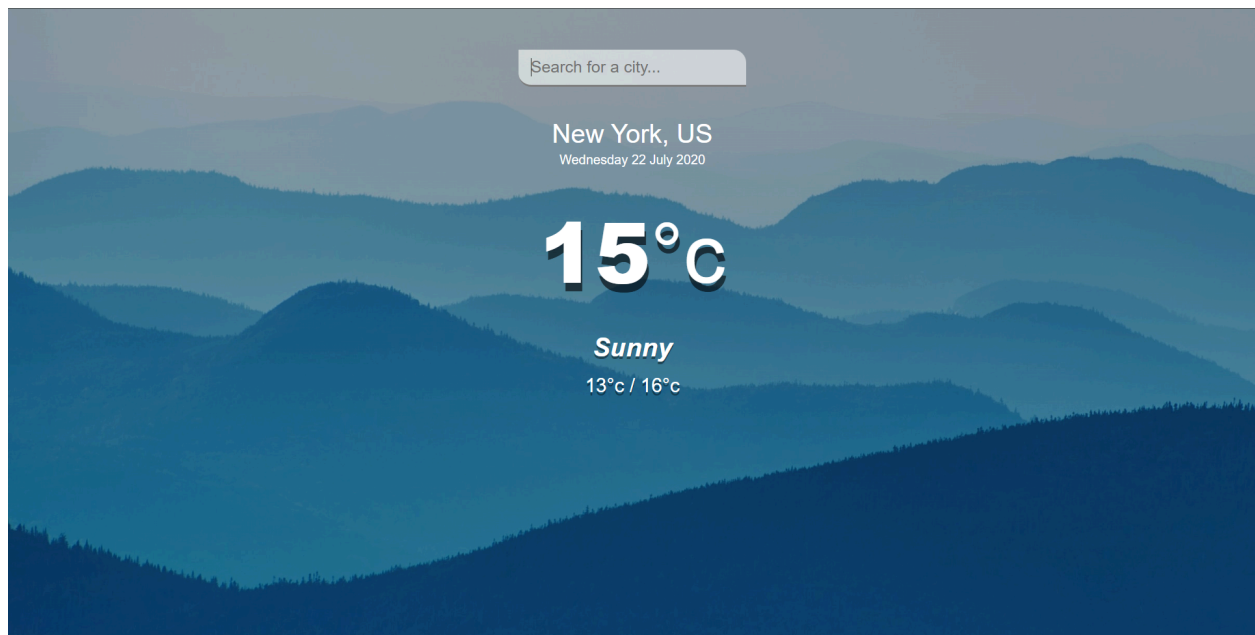 Search for a city...
New York, US
Wednesday 22 July 2020
15°c
Sunny
13°c / 16°c